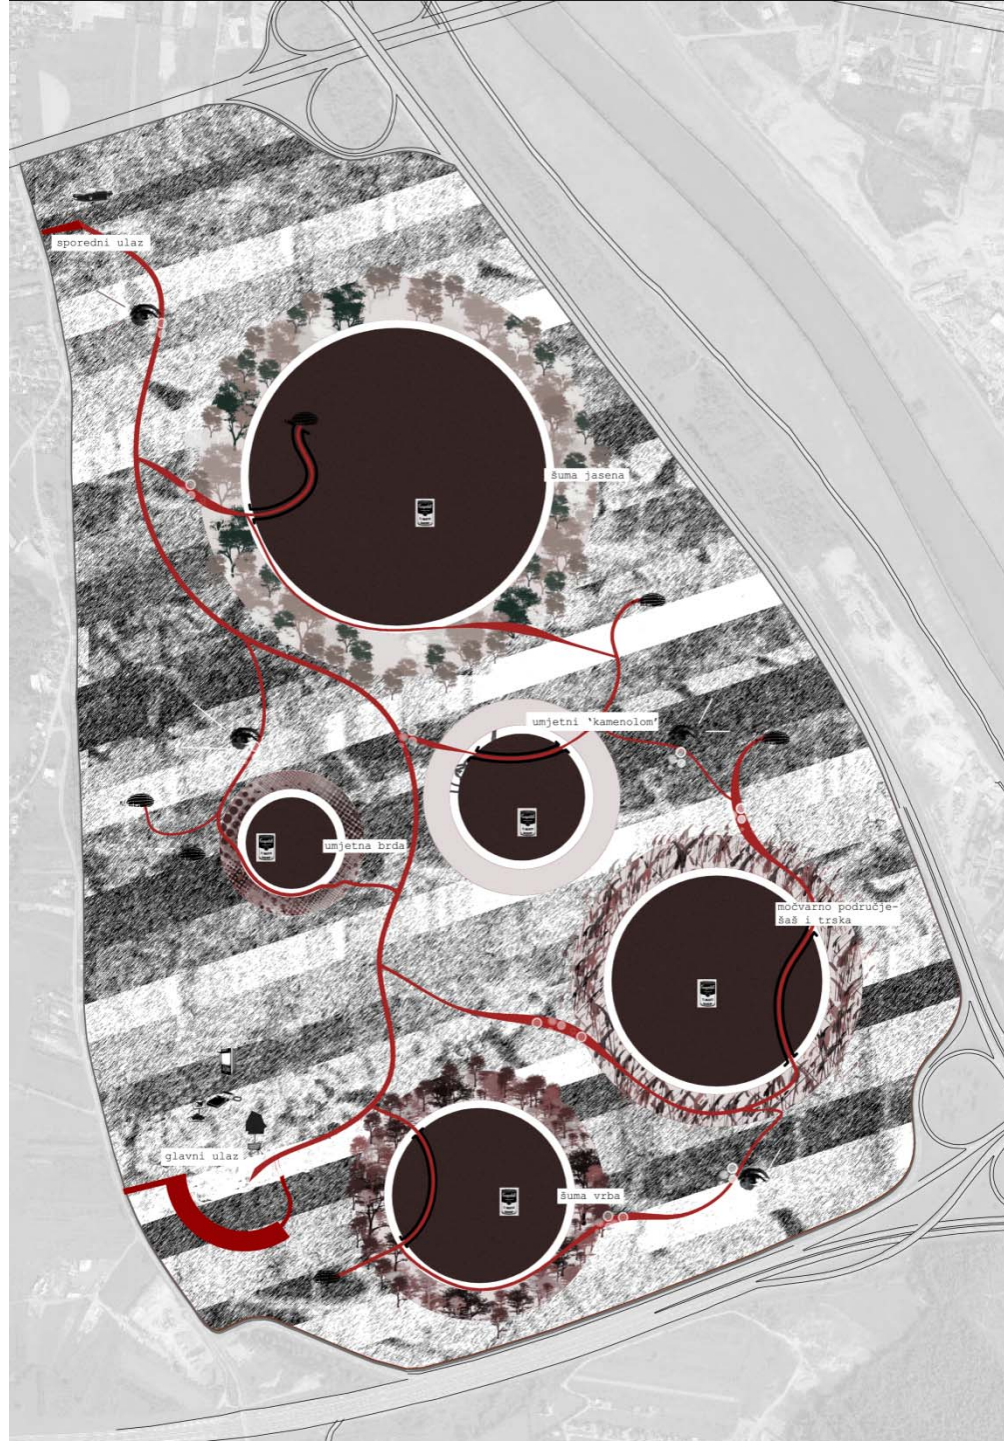 sporedni ulaz
šuma jasena
umjetni 'kamenolom'
umjetna brda
močvarno područje-
šaš i trska
glavni ulaz
šuma vrba